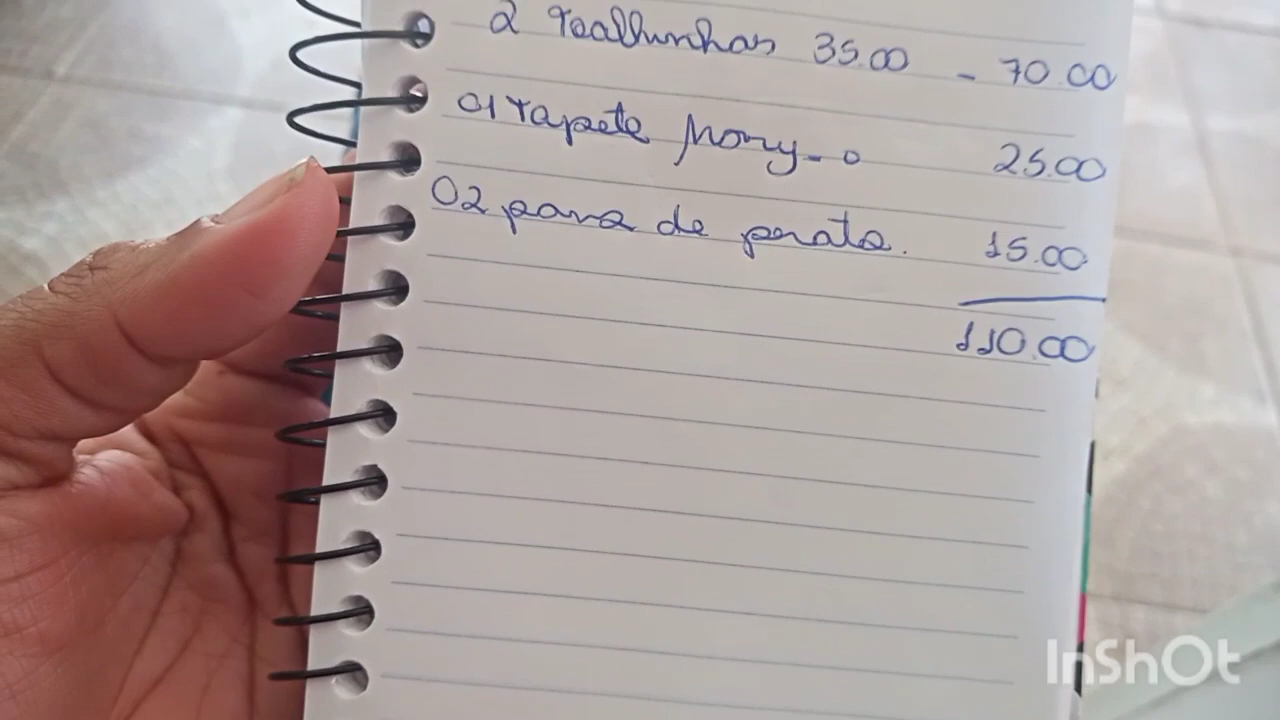 2 Toalhinhas 35.00 - 70.00
01 Tapete Mony - o 25.00
02 pano de prato. 15.00
110.00
InShOt